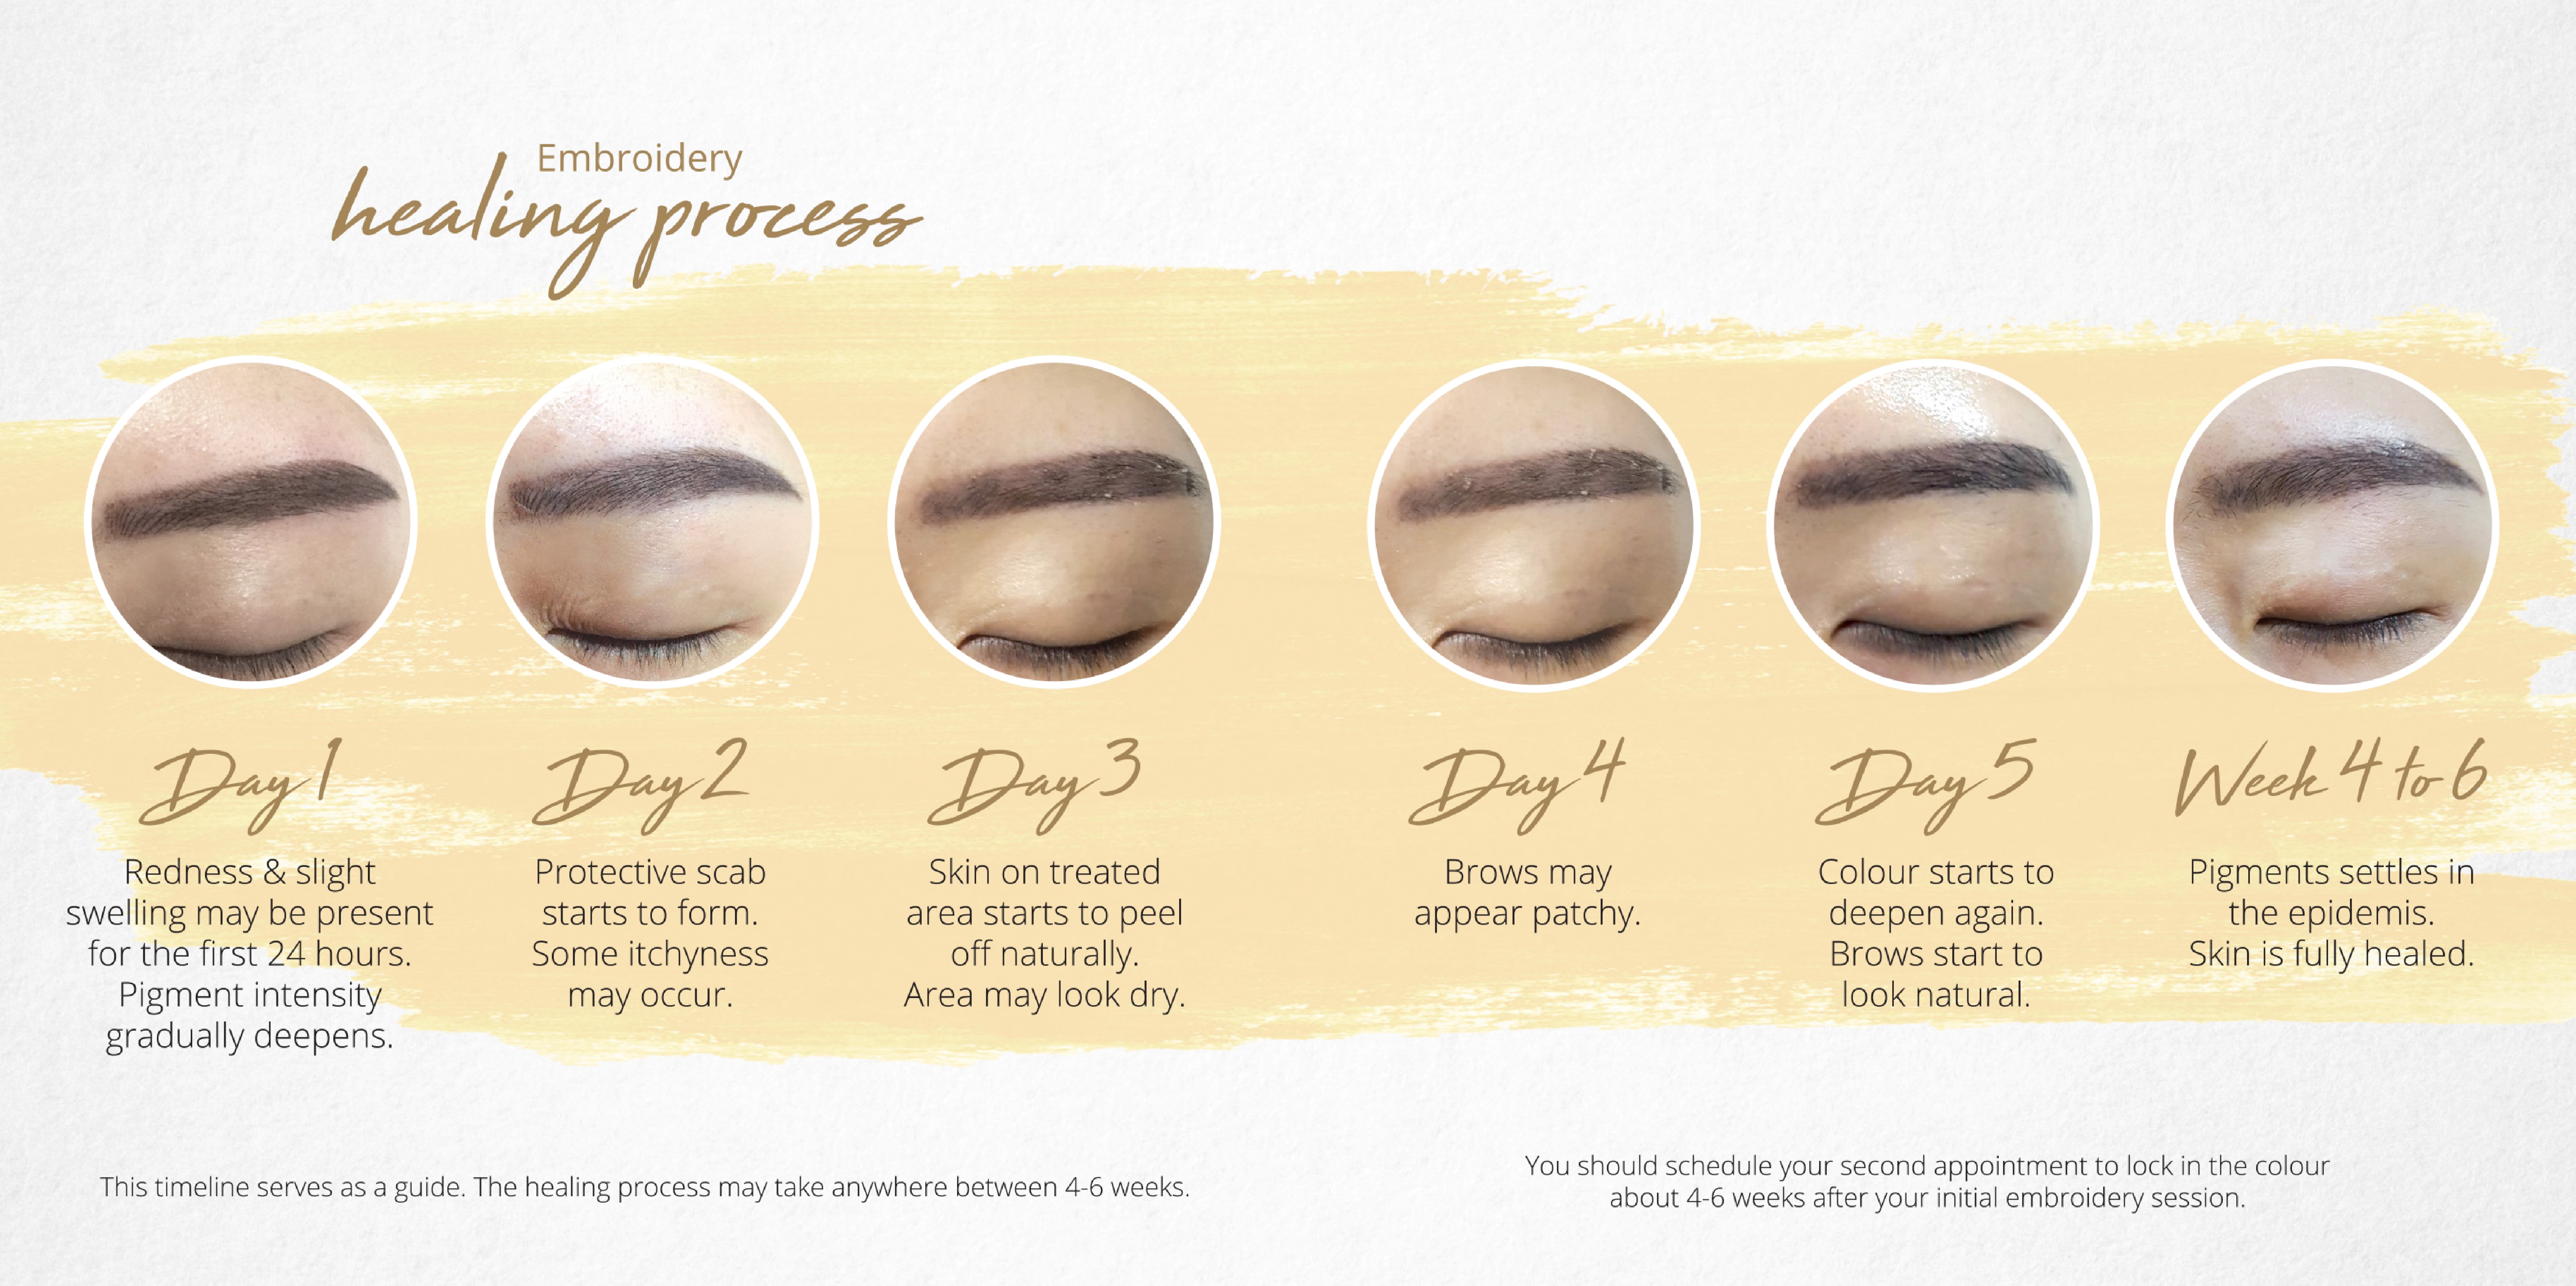 Embroidery
healing process
Day 1
Redness & slight
swelling may be present
for the first 24 hours.
Pigment intensity
gradually deepens.
Day 2
Protective scab
starts to form.
Some itchyness
may occur.
Day 3
Skin on treated
area starts to peel
off naturally.
Area may look dry.
Day 4
Brows may
appear patchy.
Day 5
Colour starts to
deepen again.
Brows start to
look natural.
Week 4 to 6
Pigments settles in
the epidemis.
Skin is fully healed.
This timeline serves as a guide. The healing process may take anywhere between 4-6 weeks.
You should schedule your second appointment to lock in the colour
about 4-6 weeks after your initial embroidery session.